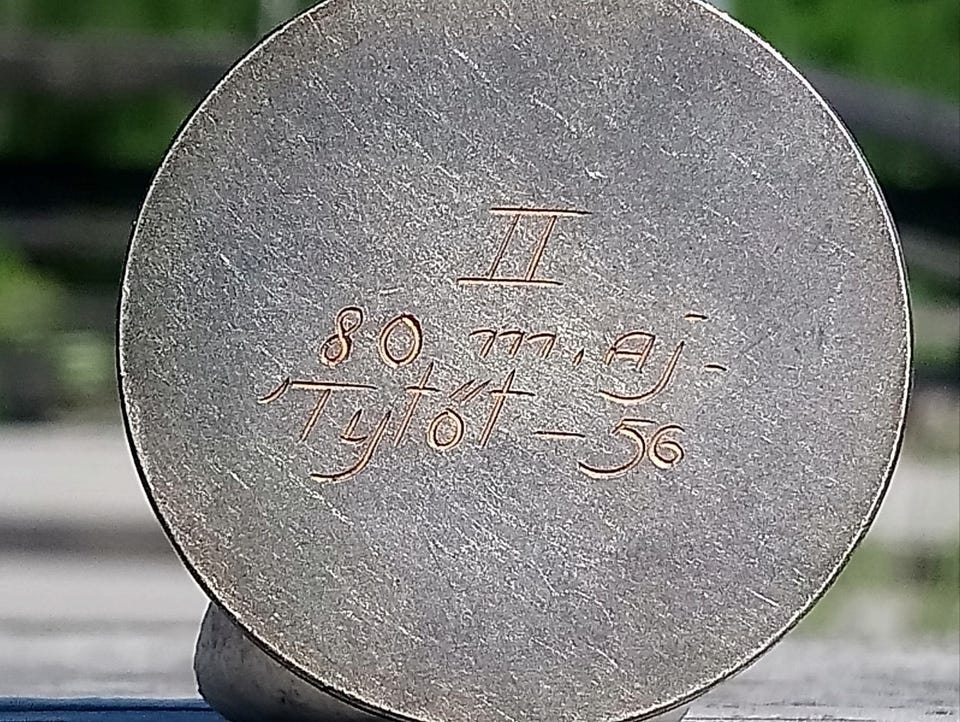 II
80 m. Aj-
Tytöt - 56